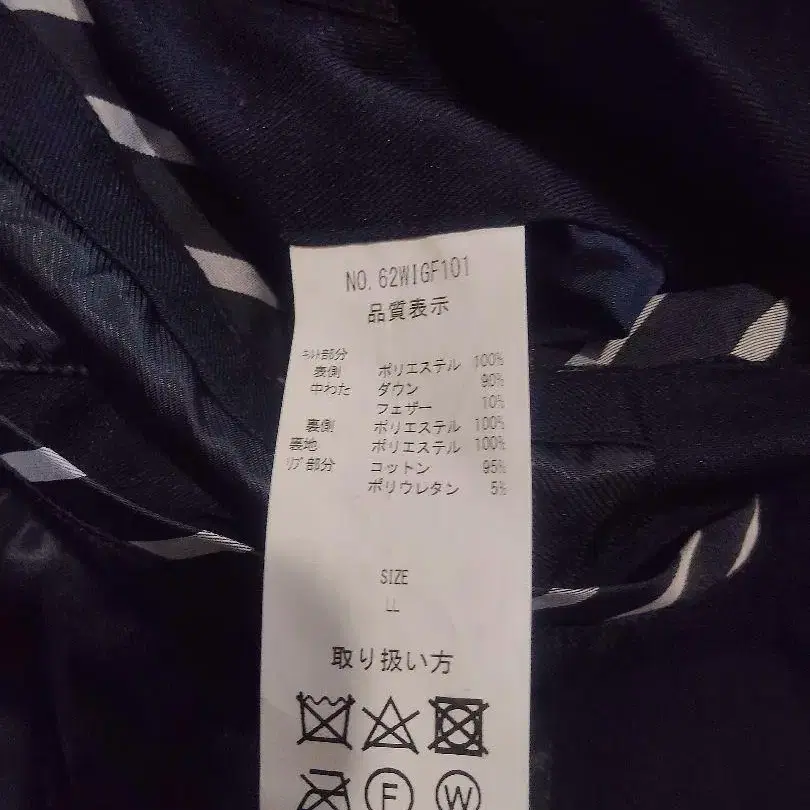 NO. 62WIGF101
品質表示
ｷﾙﾄ部分
表側 ポリエステル 100%
中わた ダウン 90%
フェザー 10%
裏側 ポリエステル 100%
裏地 ポリエステル 100%
ﾘﾌﾞ部分 コットン 95%
ポリウレタン 5%
SIZE
LL
取り扱い方
F W